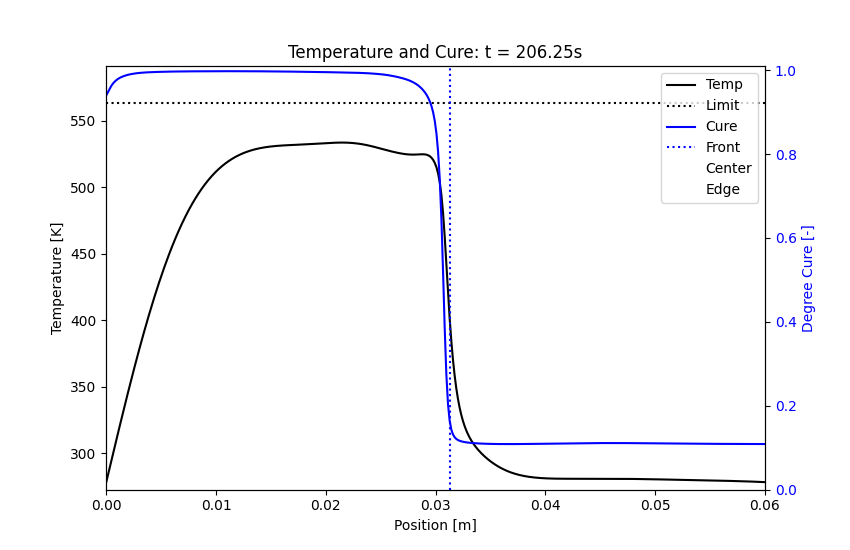 Temperature and Cure: t = 206.25s
Temp
Limit
Cure
Front
Center
Edge
550
500
450
400
350
300
Temperature [K]
1.0
0.8
0.6
0.4
0.2
0.0
Degree Cure [-]
0.00 0.01 0.02 0.03 0.04 0.05 0.06
Position [m]